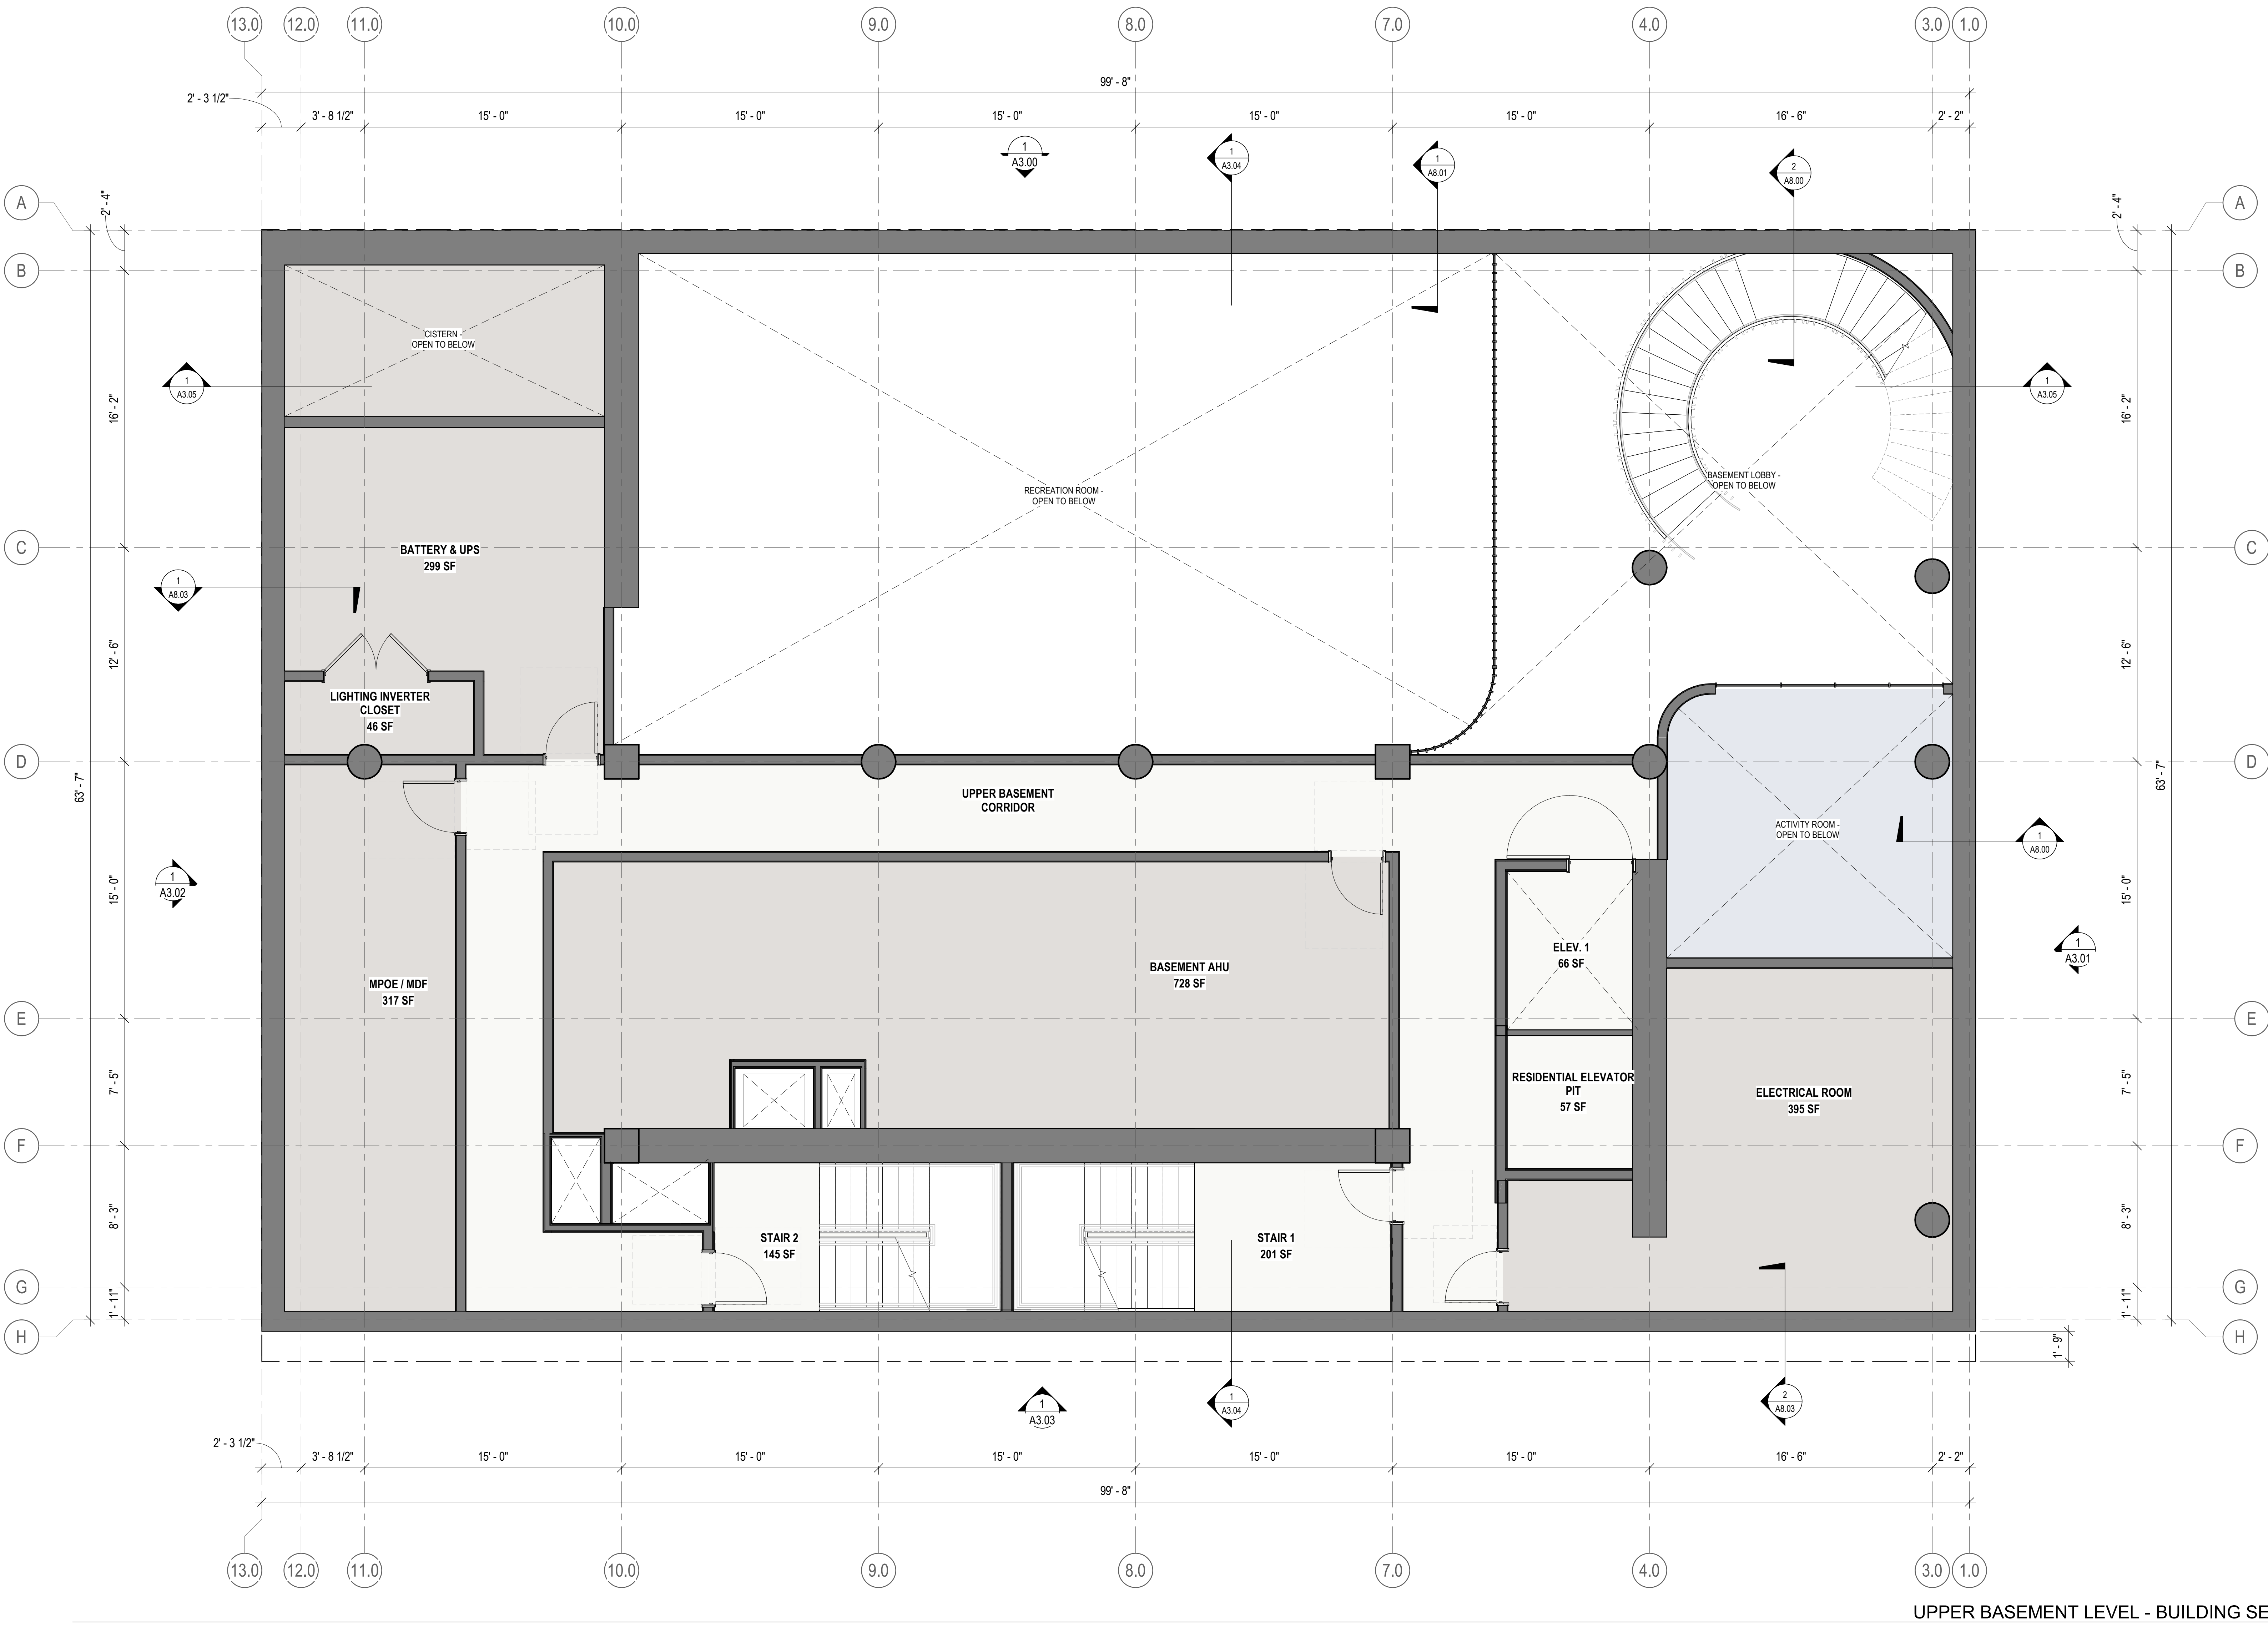 13.0 12.0 11.0 10.0 9.0 8.0 7.0 4.0 3.0 1.0
99' - 8"
2' - 3 1/2" 3' - 8 1/2" 15' - 0" 15' - 0" 15' - 0" 15' - 0" 15' - 0" 16' - 6" 2' - 2"
1
A3.00
1
A3.04
1
A8.01
2
A8.00
A
2' - 4"
2' - 4"
A
B
B
CISTERN -
OPEN TO BELOW
1
A3.05
1
A3.05
16' - 2"
16' - 2"
BASEMENT LOBBY -
OPEN TO BELOW
RECREATION ROOM -
OPEN TO BELOW
C
C
BATTERY & UPS
299 SF
1
A8.03
12' - 6"
12' - 6"
LIGHTING INVERTER
CLOSET
46 SF
D
D
63' - 7"
63' - 7"
UPPER BASEMENT
CORRIDOR
ACTIVITY ROOM -
OPEN TO BELOW
1
A8.00
1
A3.02
15' - 0"
15' - 0"
ELEV. 1
66 SF
1
A3.01
BASEMENT AHU
728 SF
MPOE / MDF
317 SF
E
E
7' - 5"
7' - 5"
RESIDENTIAL ELEVATOR
PIT
57 SF
ELECTRICAL ROOM
395 SF
F
F
8' - 3"
8' - 3"
STAIR 2
145 SF
STAIR 1
201 SF
G
G
1' - 11"
1' - 11"
H
H
1' - 9"
1
A3.03
1
A3.04
2
A8.03
2' - 3 1/2" 3' - 8 1/2" 15' - 0" 15' - 0" 15' - 0" 15' - 0" 15' - 0" 16' - 6" 2' - 2"
99' - 8"
13.0 12.0 11.0 10.0 9.0 8.0 7.0 4.0 3.0 1.0
UPPER BASEMENT LEVEL - BUILDING SE